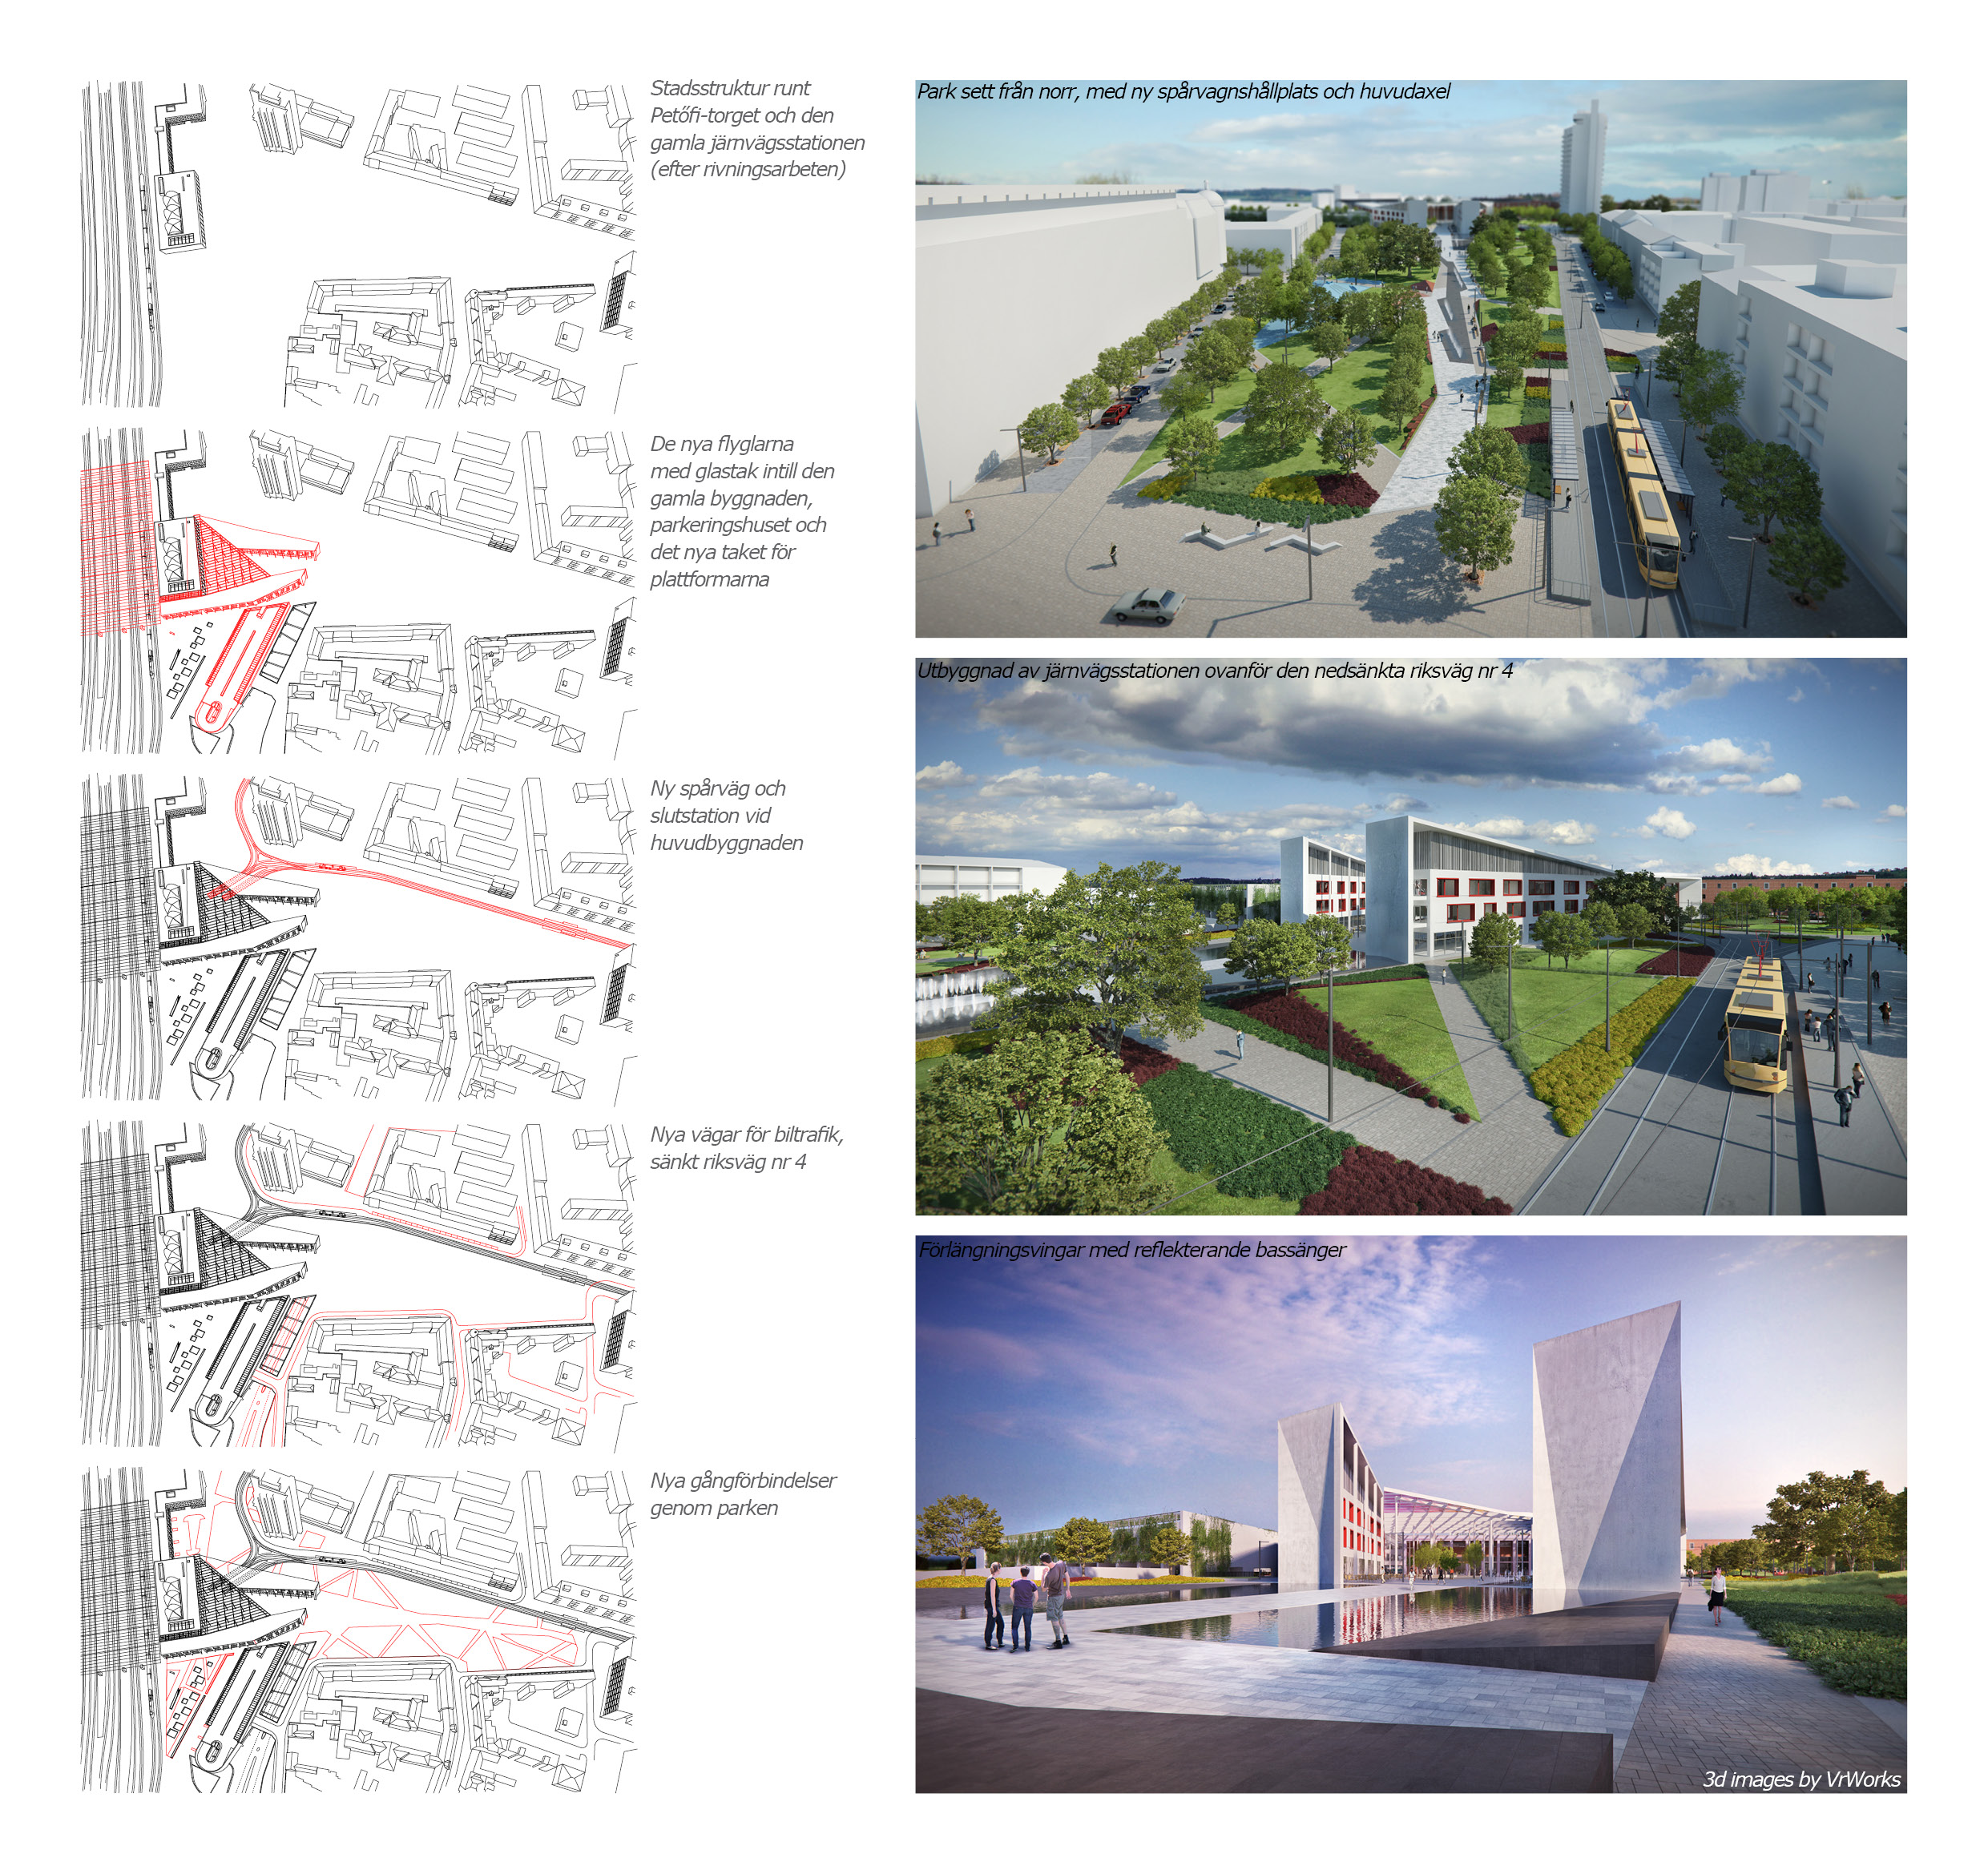 Stadsstruktur runt
Petőfi-torget och den
gamla järnvägsstationen
(efter rivningsarbeten)
De nya flyglarna
med glastak intill den
gamla byggnaden,
parkeringshuset och
det nya taket för
plattformarna
Ny spårväg och
slutstation vid
huvudbyggnaden
Nya vägar för biltrafik,
sänkt riksväg nr 4
Nya gångförbindelser
genom parken
Park sett från norr, med ny spårvagnshållplats och huvudaxel
Utbyggnad av järnvägsstationen ovanför den nedsänkta riksväg nr 4
Förlängningsvingar med reflekterande bassänger
3d images by VrWorks